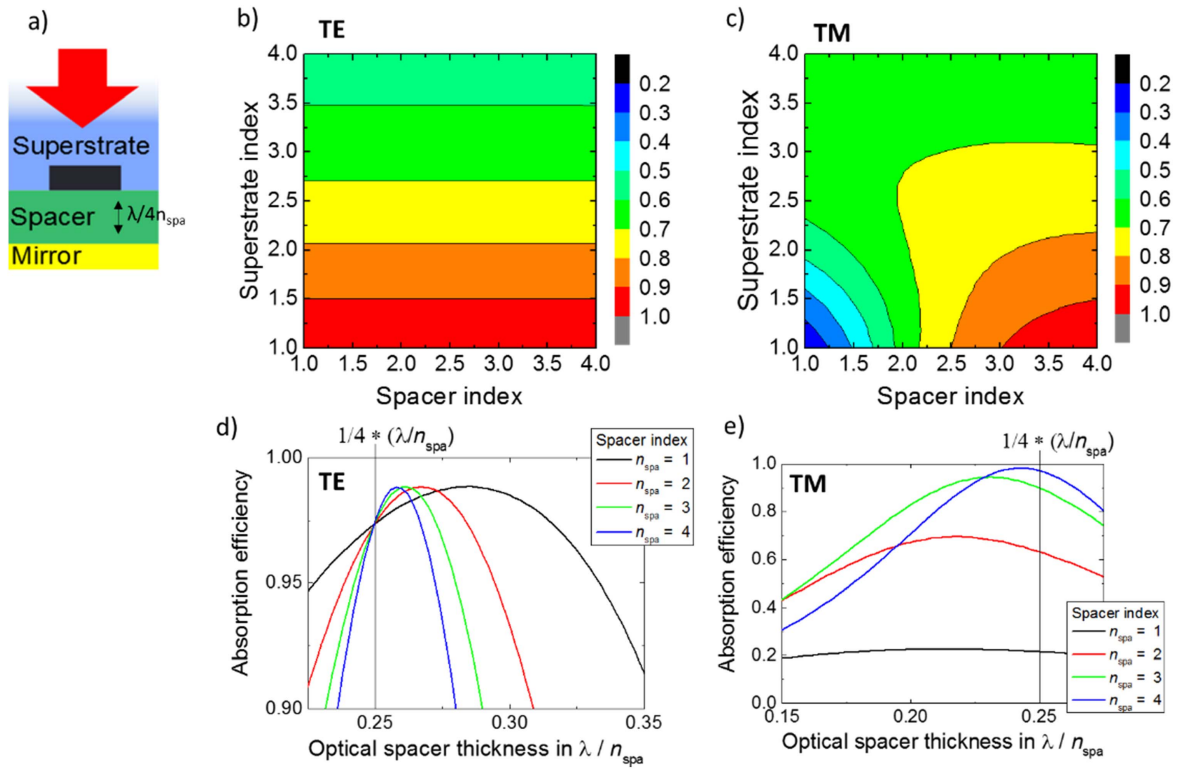 a)
Superstrate
Spacer
λ/4n_spa
Mirror
b)
TE
Superstrate index
4.0
3.5
3.0
2.5
2.0
1.5
1.0
1.0 1.5 2.0 2.5 3.0 3.5 4.0
Spacer index
0.2
0.3
0.4
0.5
0.6
0.7
0.8
0.9
1.0
c)
TM
Superstrate index
4.0
3.5
3.0
2.5
2.0
1.5
1.0
1.0 1.5 2.0 2.5 3.0 3.5 4.0
Spacer index
0.2
0.3
0.4
0.5
0.6
0.7
0.8
0.9
1.0
d)
1/4 * (λ/n_spa)
TE
Absorption efficiency
1.00
0.95
0.90
0.25 0.30 0.35
Optical spacer thickness in λ / n_spa
Spacer index
n_spa = 1
n_spa = 2
n_spa = 3
n_spa = 4
e)
1/4 * (λ/n_spa)
TM
Absorption efficiency
1.0
0.8
0.6
0.4
0.2
0.0
0.15 0.20 0.25
Optical spacer thickness in λ / n_spa
Spacer index
n_spa = 1
n_spa = 2
n_spa = 3
n_spa = 4